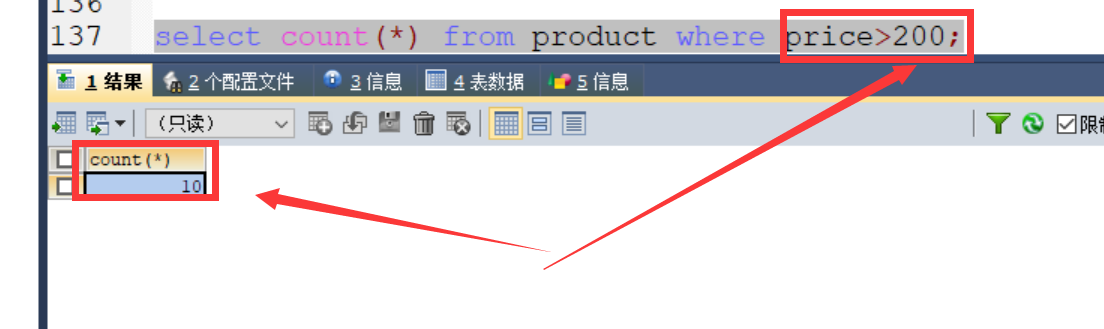 136
137 select count(*) from product where price>200;
1 结果 2 个配置文件 3 信息 4 表数据 5 信息
（只读） 限制
count(*)
10